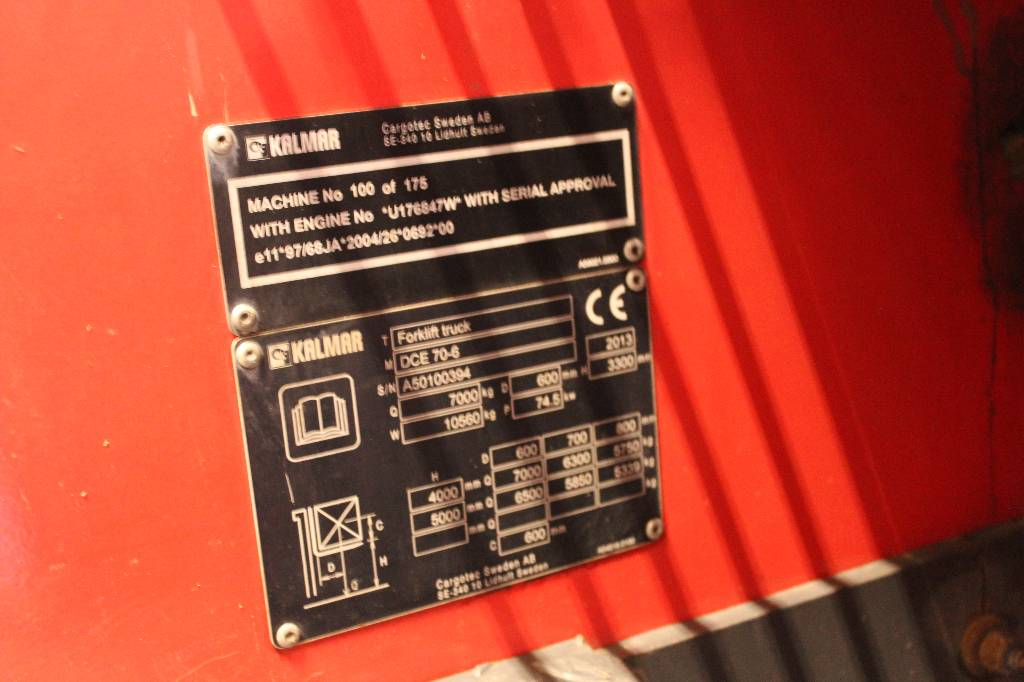 KALMAR
Cargotec Sweden AB
SE-340 10 Lidhult Sweden
MACHINE No 100 of 175
WITH ENGINE No *U176847W* WITH SERIAL APPROVAL
e11*97/68JA*2004/26*0692*00
KALMAR
CE
T Forklift truck
M DCE 70-6 2013
S/N A50100394 D 600 mm H 3300 mm
Q 7000 kg P 74.5 kw
W 10560 kg
D 600 700 800 mm
H 4000 mm Q 7000 6300 5750 kg
5000 mm Q 6500 5850 5339 kg
mm Q kg
C 600 mm
C
H
D
Q
Cargotec Sweden AB
SE-340 10 Lidhult Sweden